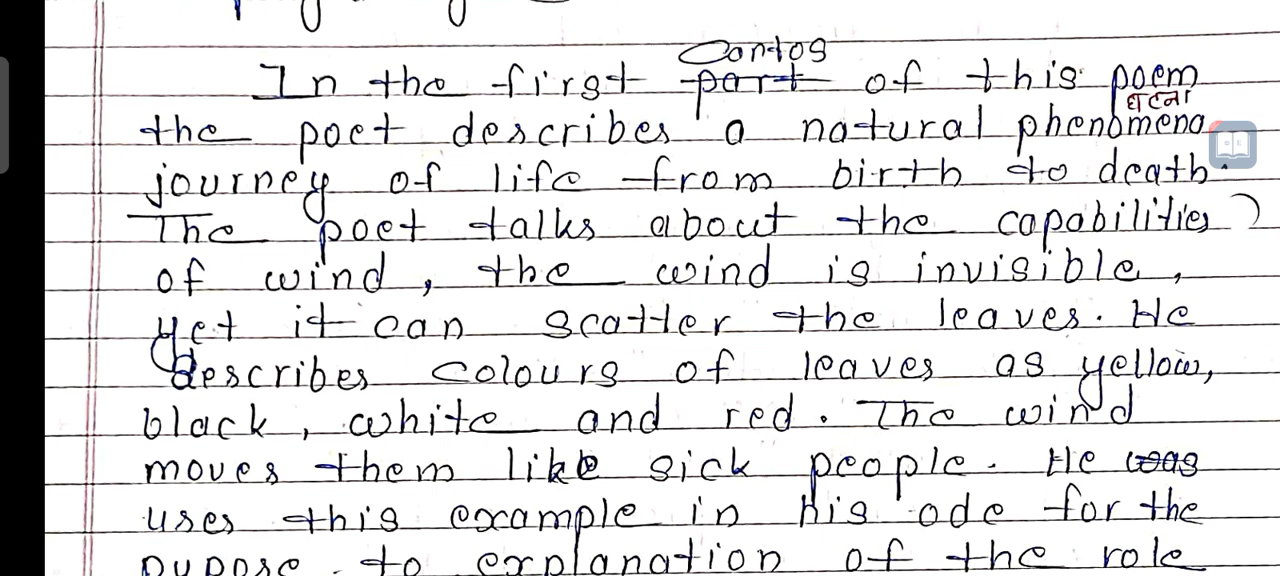 Cantos
In the first part of this poem
घटना
the poet describes a natural phenomena
journey of life from birth to death.
The poet talks about the capabilities
of wind, the wind is invisible,
yet it can scatter the leaves. He
describes colours of leaves as yellow,
black, white and red. The wind
moves them like sick people. He was
uses this example in his ode for the
pupose to explanation of the role